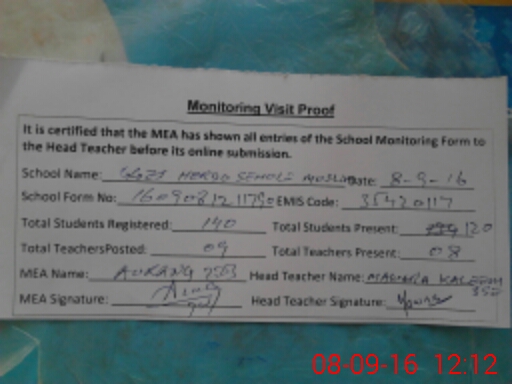 Monitoring Visit Proof
It is certified that the MEA has shown all entries of the School Monitoring Form to
the Head Teacher before its online submission.
School Name: Date: 8-9-16
School Form No: EMIS Code: 35420117
Total Students Registered: 140 Total Students Present: 120
Total TeachersPosted: 09 Total Teachers Present: 08
MEA Name: Head Teacher Name:
MEA Signature: Head Teacher Signature:
08-09-16 12:12